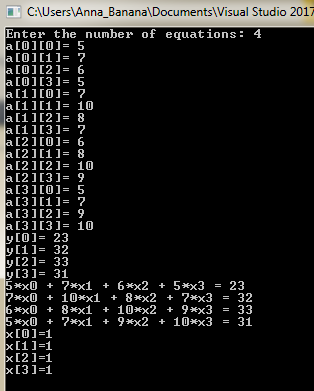 C:\Users\Anna_Banana\Documents\Visual Studio 2017
Enter the number of equations: 4
a[0][0]= 5
a[0][1]= 7
a[0][2]= 6
a[0][3]= 5
a[1][0]= 7
a[1][1]= 10
a[1][2]= 8
a[1][3]= 7
a[2][0]= 6
a[2][1]= 8
a[2][2]= 10
a[2][3]= 9
a[3][0]= 5
a[3][1]= 7
a[3][2]= 9
a[3][3]= 10
y[0]= 23
y[1]= 32
y[2]= 33
y[3]= 31
5*x0 + 7*x1 + 6*x2 + 5*x3 = 23
7*x0 + 10*x1 + 8*x2 + 7*x3 = 32
6*x0 + 8*x1 + 10*x2 + 9*x3 = 33
5*x0 + 7*x1 + 9*x2 + 10*x3 = 31
x[0]=1
x[1]=1
x[2]=1
x[3]=1